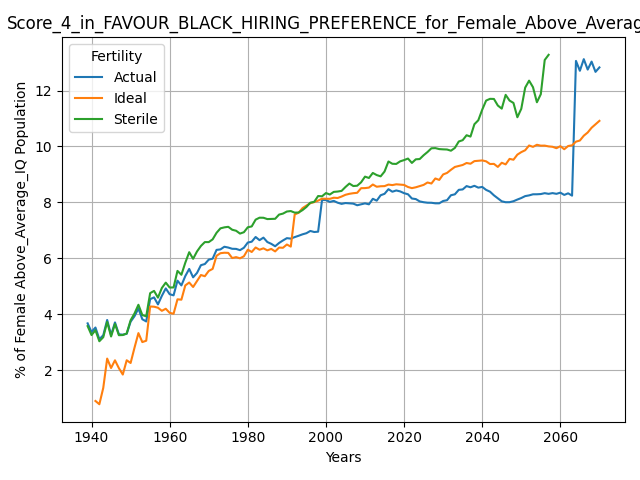 Score_4_in_FAVOUR_BLACK_HIRING_PREFERENCE_for_Female_Above_Averag
Fertility
Actual
Ideal
Sterile
% of Female Above_Average_IQ Population
12
10
8
6
4
2
1940 1960 1980 2000 2020 2040 2060
Years